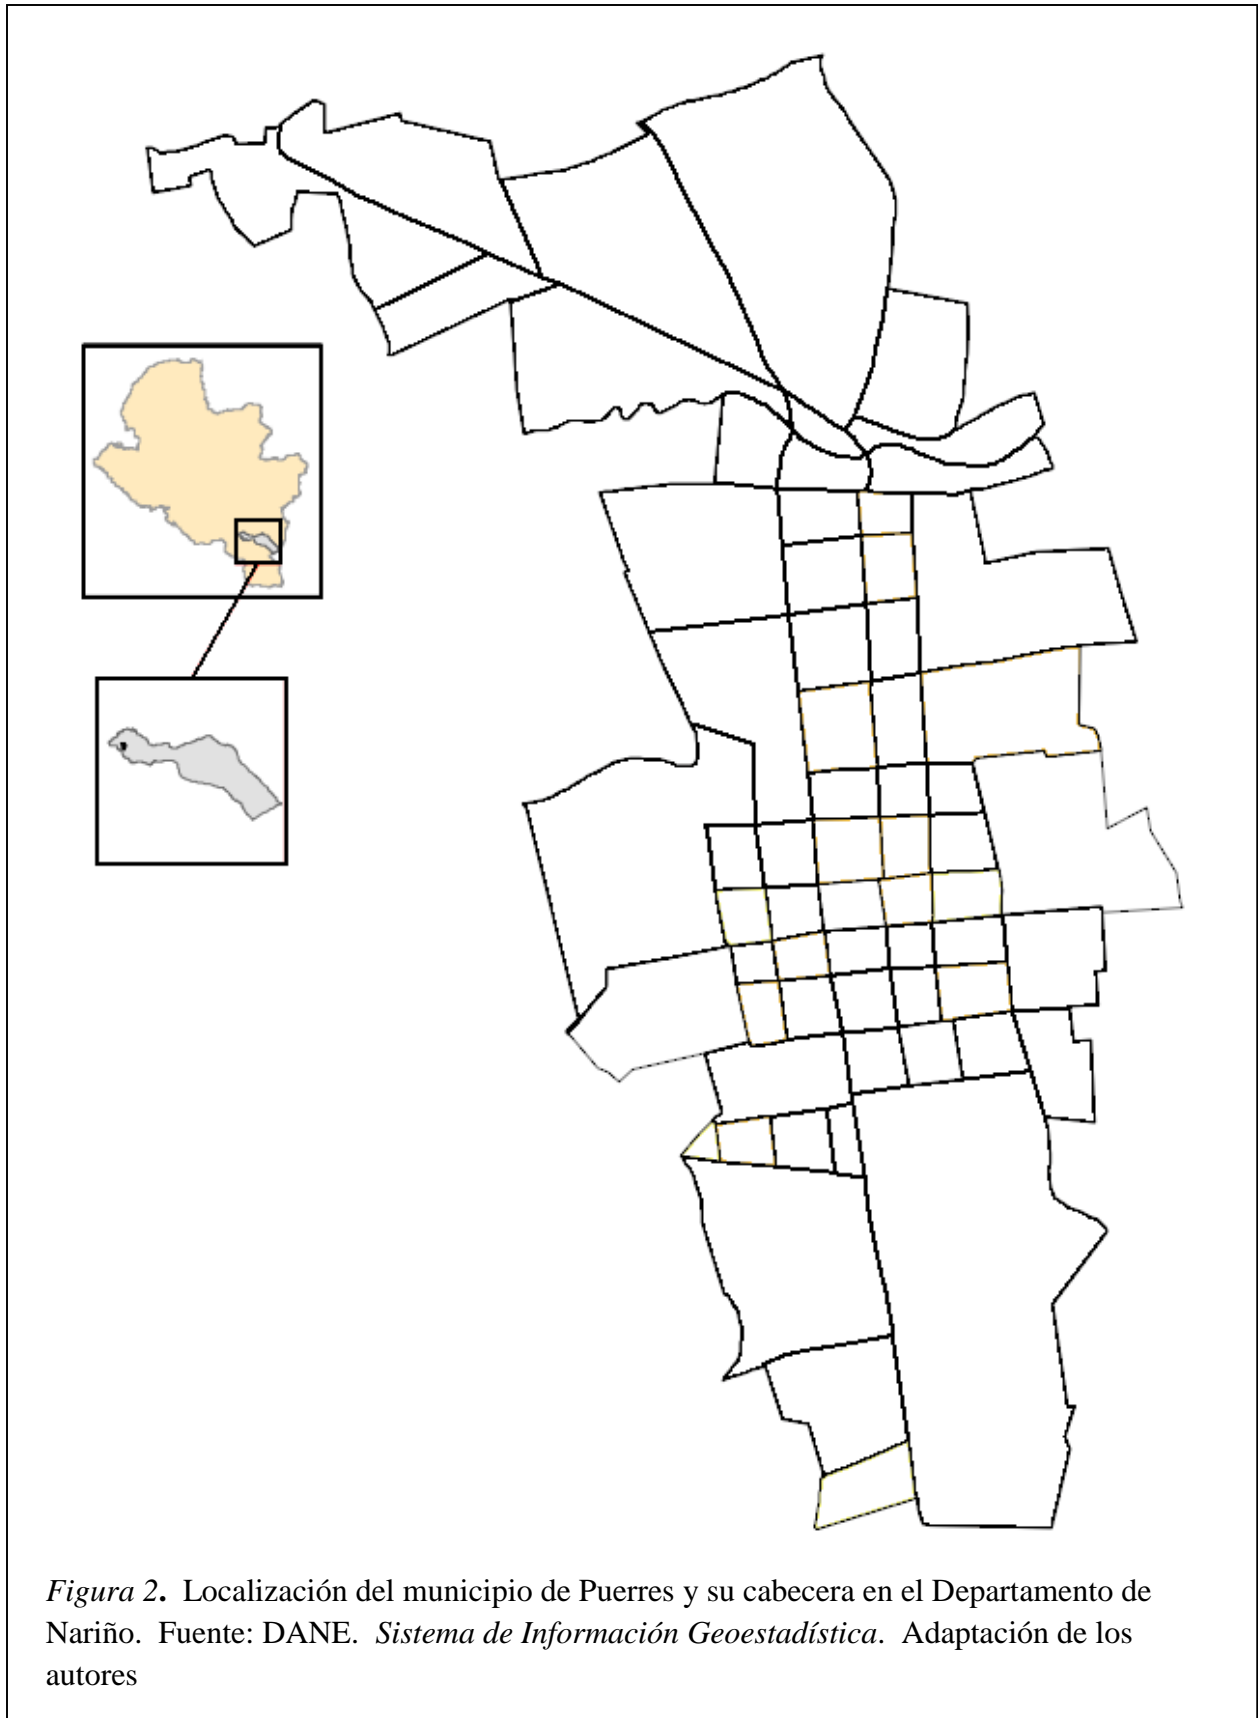 Figura 2.  Localización del municipio de Puerres y su cabecera en el Departamento de
Nariño.  Fuente: DANE.  Sistema de Información Geoestadística.  Adaptación de los
autores